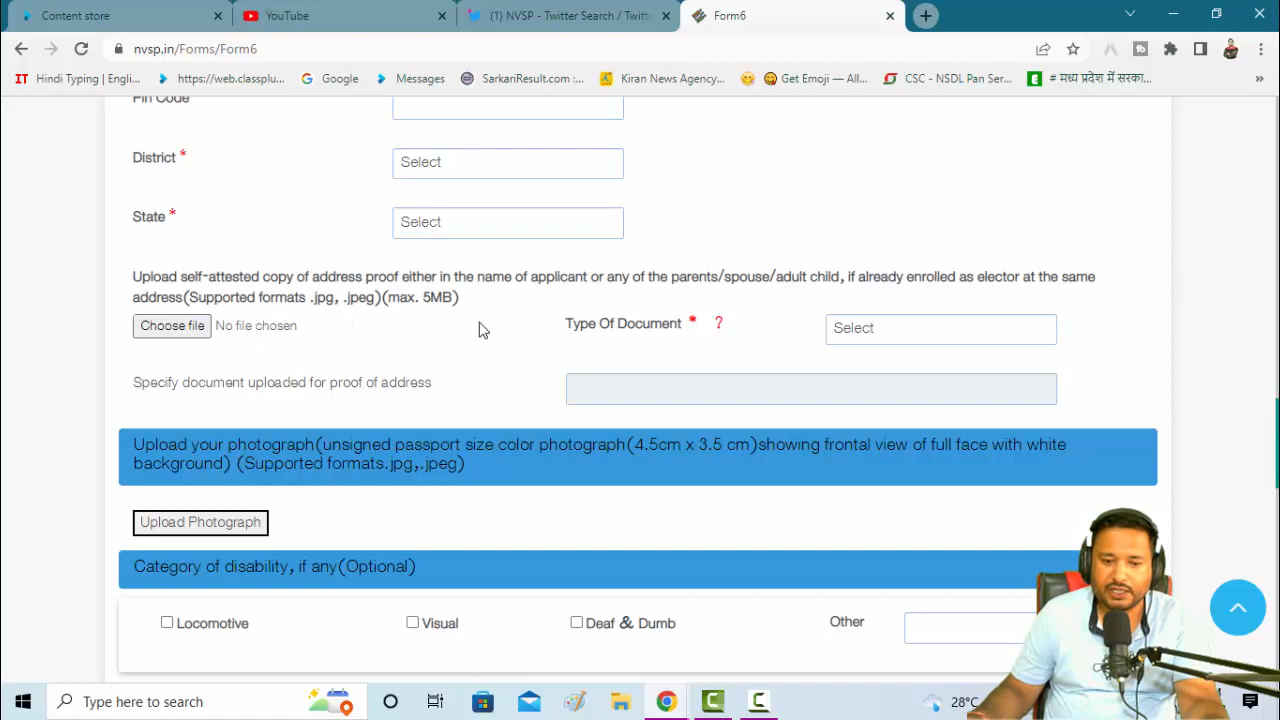 Content store
YouTube
(1) NVSP - Twitter Search / Twitt
Form6
nvsp.in/Forms/Form6
IT Hindi Typing | Engli...
https://web.classplu...
Google
Messages
SarkariResult.com :...
Kiran News Agency...
Get Emoji — All...
CSC - NSDL Pan Ser...
# मध्य प्रदेश में सरका...
Pin Code
District *
Select
State *
Select
Upload self-attested copy of address proof either in the name of applicant or any of the parents/spouse/adult child, if already enrolled as elector at the same
address(Supported formats .jpg, .jpeg)(max. 5MB)
Choose file No file chosen
Type Of Document * ?
Select
Specify document uploaded for proof of address
Upload your photograph(unsigned passport size color photograph(4.5cm x 3.5 cm)showing frontal view of full face with white
background) (Supported formats.jpg,.jpeg)
Upload Photograph
Category of disability, if any(Optional)
Locomotive
Visual
Deaf & Dumb
Other
Type here to search
28°C